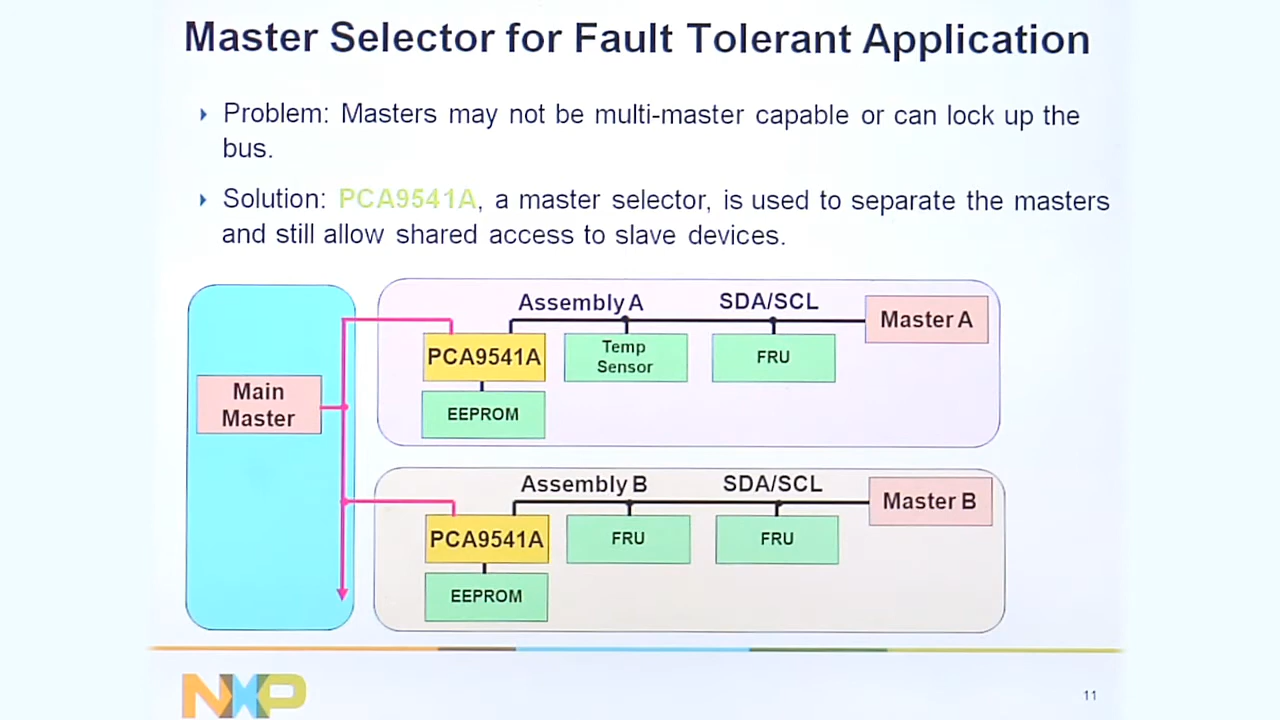 Master Selector for Fault Tolerant Application
Problem: Masters may not be multi-master capable or can lock up the
bus.
Solution: PCA9541A, a master selector, is used to separate the masters
and still allow shared access to slave devices.
Assembly A
SDA/SCL
Master A
PCA9541A
Temp
Sensor
FRU
EEPROM
Main
Master
Assembly B
SDA/SCL
Master B
PCA9541A
FRU
FRU
EEPROM
NXP
11